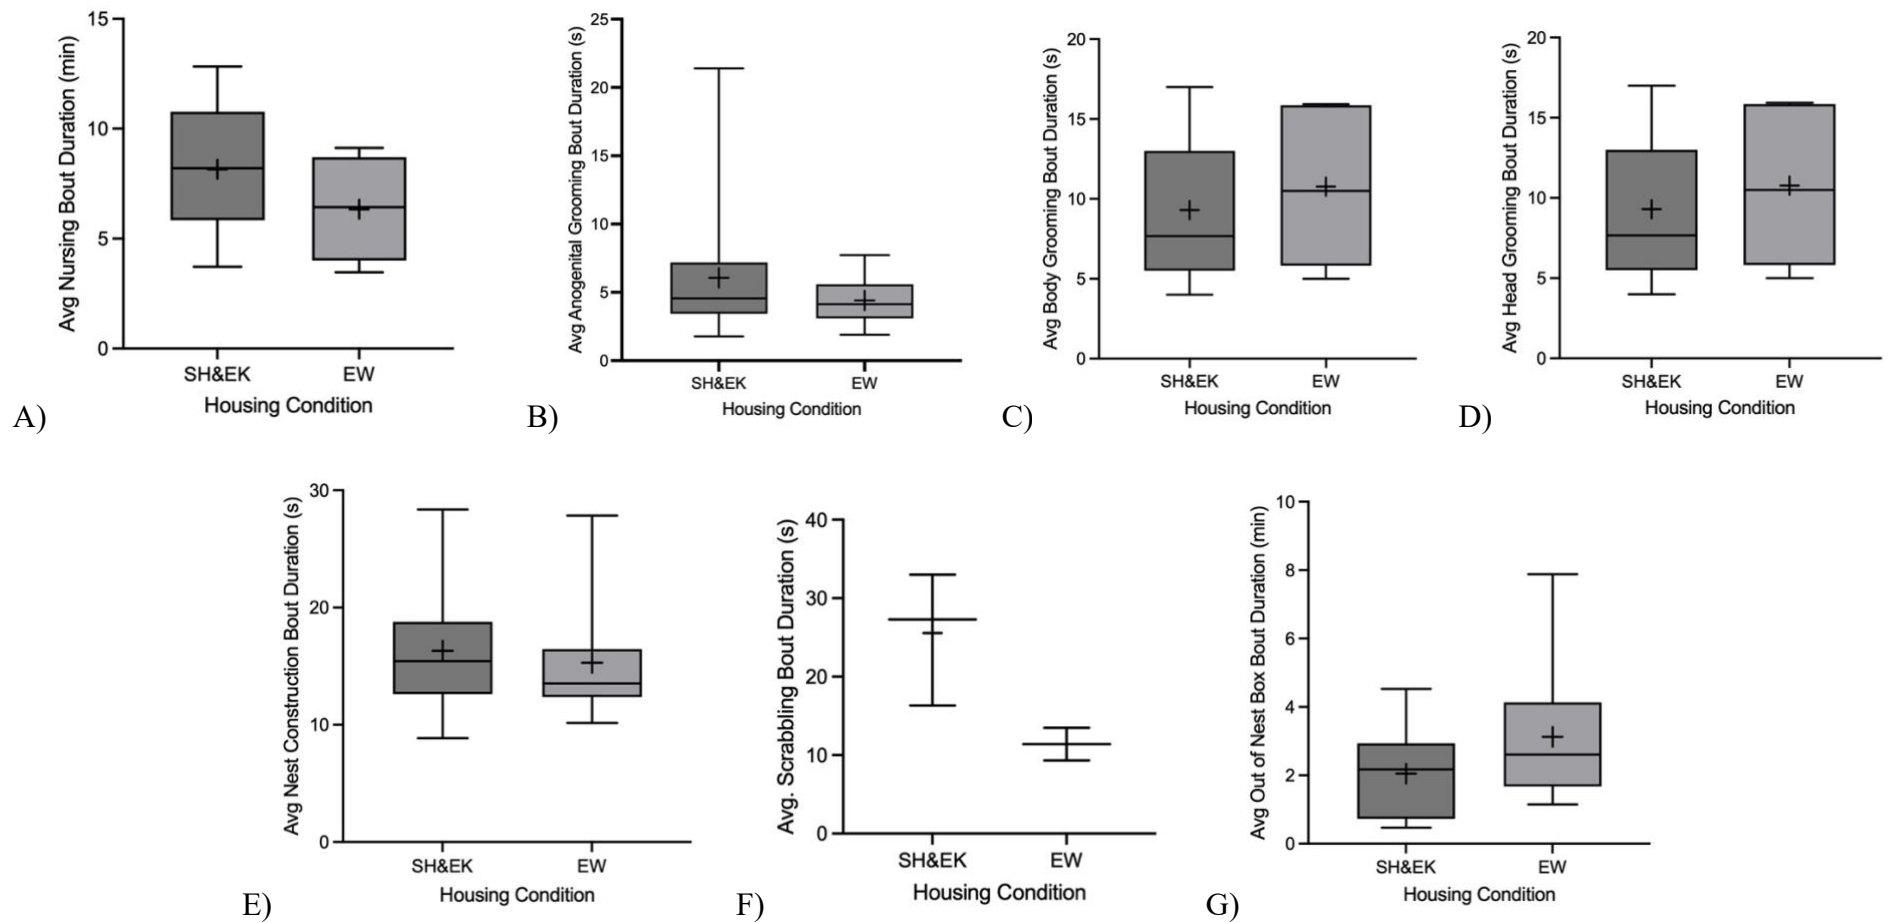 Avg Nursing Bout Duration (min)
15
10
5
0
SH&EK EW
Housing Condition
A)
Avg Anogenital Grooming Bout Duration (s)
25
20
15
10
5
0
SH&EK EW
Housing Condition
B)
Avg Body Grooming Bout Duration (s)
20
15
10
5
0
SH&EK EW
Housing Condition
C)
Avg Head Grooming Bout Duration (s)
20
15
10
5
0
SH&EK EW
Housing Condition
D)
Avg Nest Construction Bout Duration (s)
30
20
10
0
SH&EK EW
Housing Condition
E)
Avg. Scrabbling Bout Duration (s)
40
30
20
10
0
SH&EK EW
Housing Condition
F)
Avg Out of Nest Box Bout Duration (min)
10
8
6
4
2
0
SH&EK EW
Housing Condition
G)